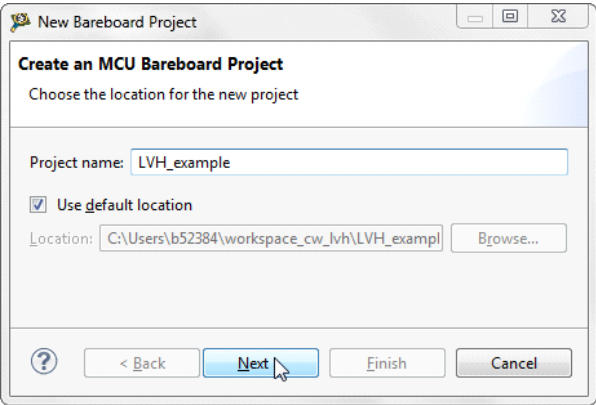 New Bareboard Project
Create an MCU Bareboard Project
Choose the location for the new project
Project name: LVH_example
Use default location
Location: C:\Users\b52384\workspace_cw_lvh\LVH_exampl Browse...
? < Back Next Finish Cancel